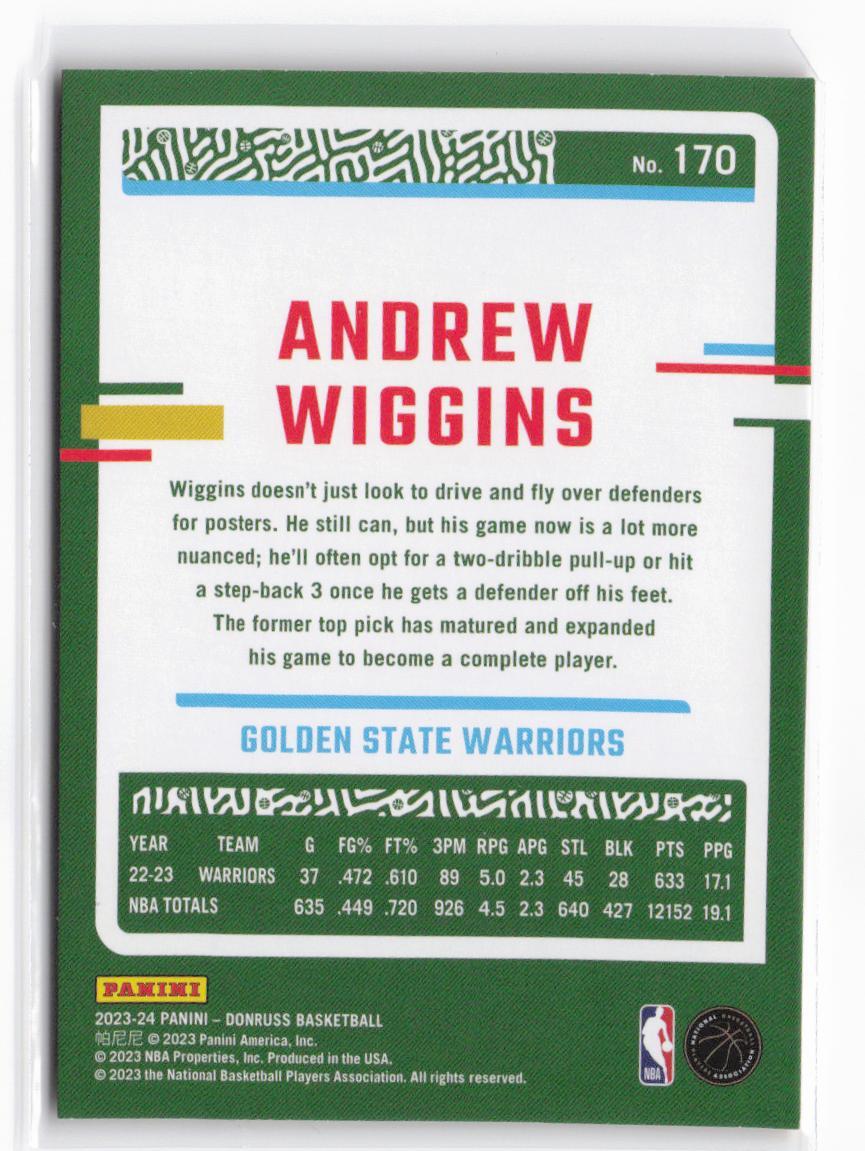 No. 170
ANDREW
WIGGINS
Wiggins doesn't just look to drive and fly over defenders
for posters. He still can, but his game now is a lot more
nuanced; he'll often opt for a two-dribble pull-up or hit
a step-back 3 once he gets a defender off his feet.
The former top pick has matured and expanded
his game to become a complete player.
GOLDEN STATE WARRIORS
YEAR TEAM G FG% FT% 3PM RPG APG STL BLK PTS PPG
22-23 WARRIORS 37 .472 .610 89 5.0 2.3 45 28 633 17.1
NBA TOTALS 635 .449 .720 926 4.5 2.3 640 427 12152 19.1
PANINI
2023-24 PANINI – DONRUSS BASKETBALL
帕尼尼 © 2023 Panini America, Inc.
© 2023 NBA Properties, Inc. Produced in the USA.
© 2023 the National Basketball Players Association. All rights reserved.
NBA
NATIONAL BASKETBALL PLAYERS ASSOCIATION